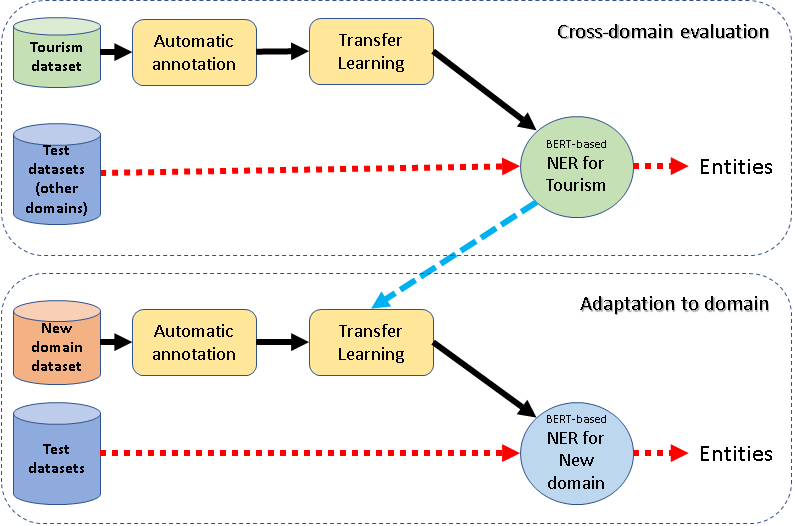 Cross-domain evaluation
Tourism
dataset
Automatic
annotation
Transfer
Learning
Test
datasets
(other
domains)
BERT-based
NER for
Tourism
Entities
Adaptation to domain
New
domain
dataset
Automatic
annotation
Transfer
Learning
Test
datasets
BERT-based
NER for
New
domain
Entities